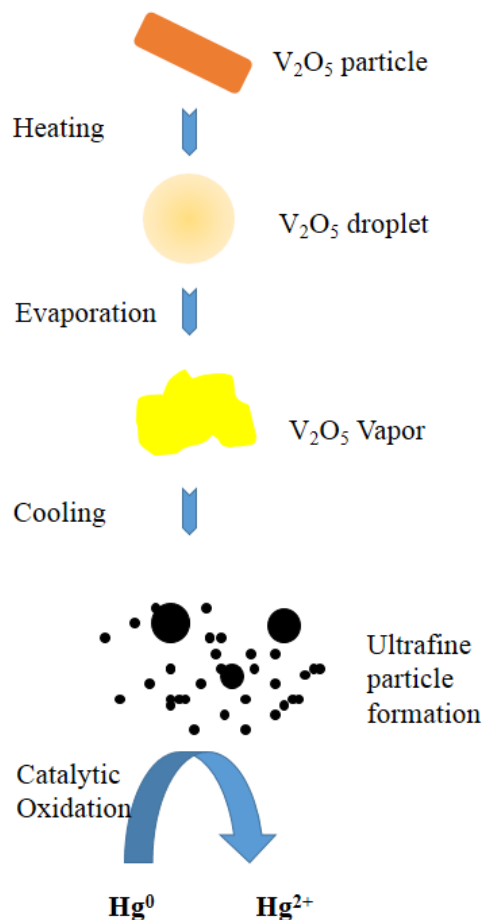 V₂O₅ particle
Heating
V₂O₅ droplet
Evaporation
V₂O₅ Vapor
Cooling
Ultrafine
particle
formation
Catalytic
Oxidation
Hg⁰ Hg²⁺